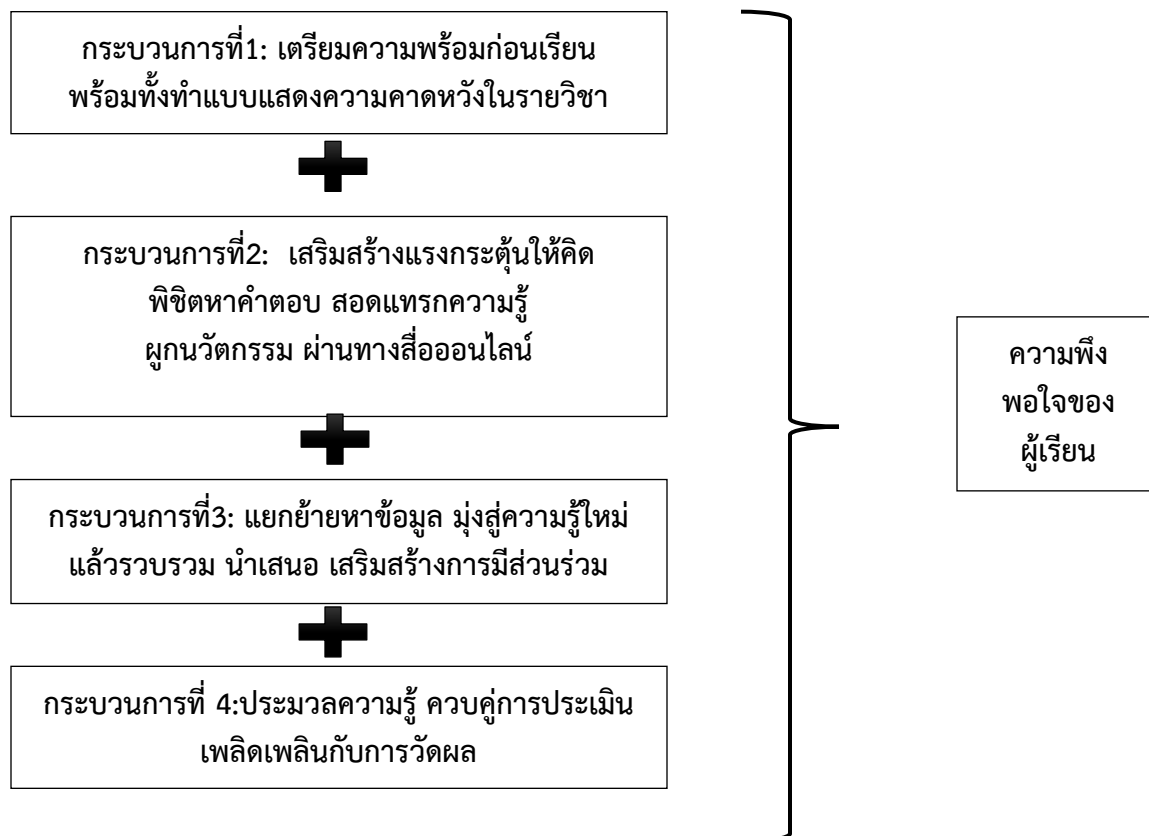 กระบวนการที่1: เตรียมความพร้อมก่อนเรียน
พร้อมทั้งทำแบบแสดงความคาดหวังในรายวิชา
กระบวนการที่2: เสริมสร้างแรงกระตุ้นให้คิด
พิชิตหาคำตอบ สอดแทรกความรู้
ผูกนวัตกรรม ผ่านทางสื่อออนไลน์
กระบวนการที่3: แยกย้ายหาข้อมูล มุ่งสู่ความรู้ใหม่
แล้วรวบรวม นำเสนอ เสริมสร้างการมีส่วนร่วม
กระบวนการที่ 4:ประมวลความรู้ ควบคู่การประเมิน
เพลิดเพลินกับการวัดผล
ความพึง
พอใจของ
ผู้เรียน